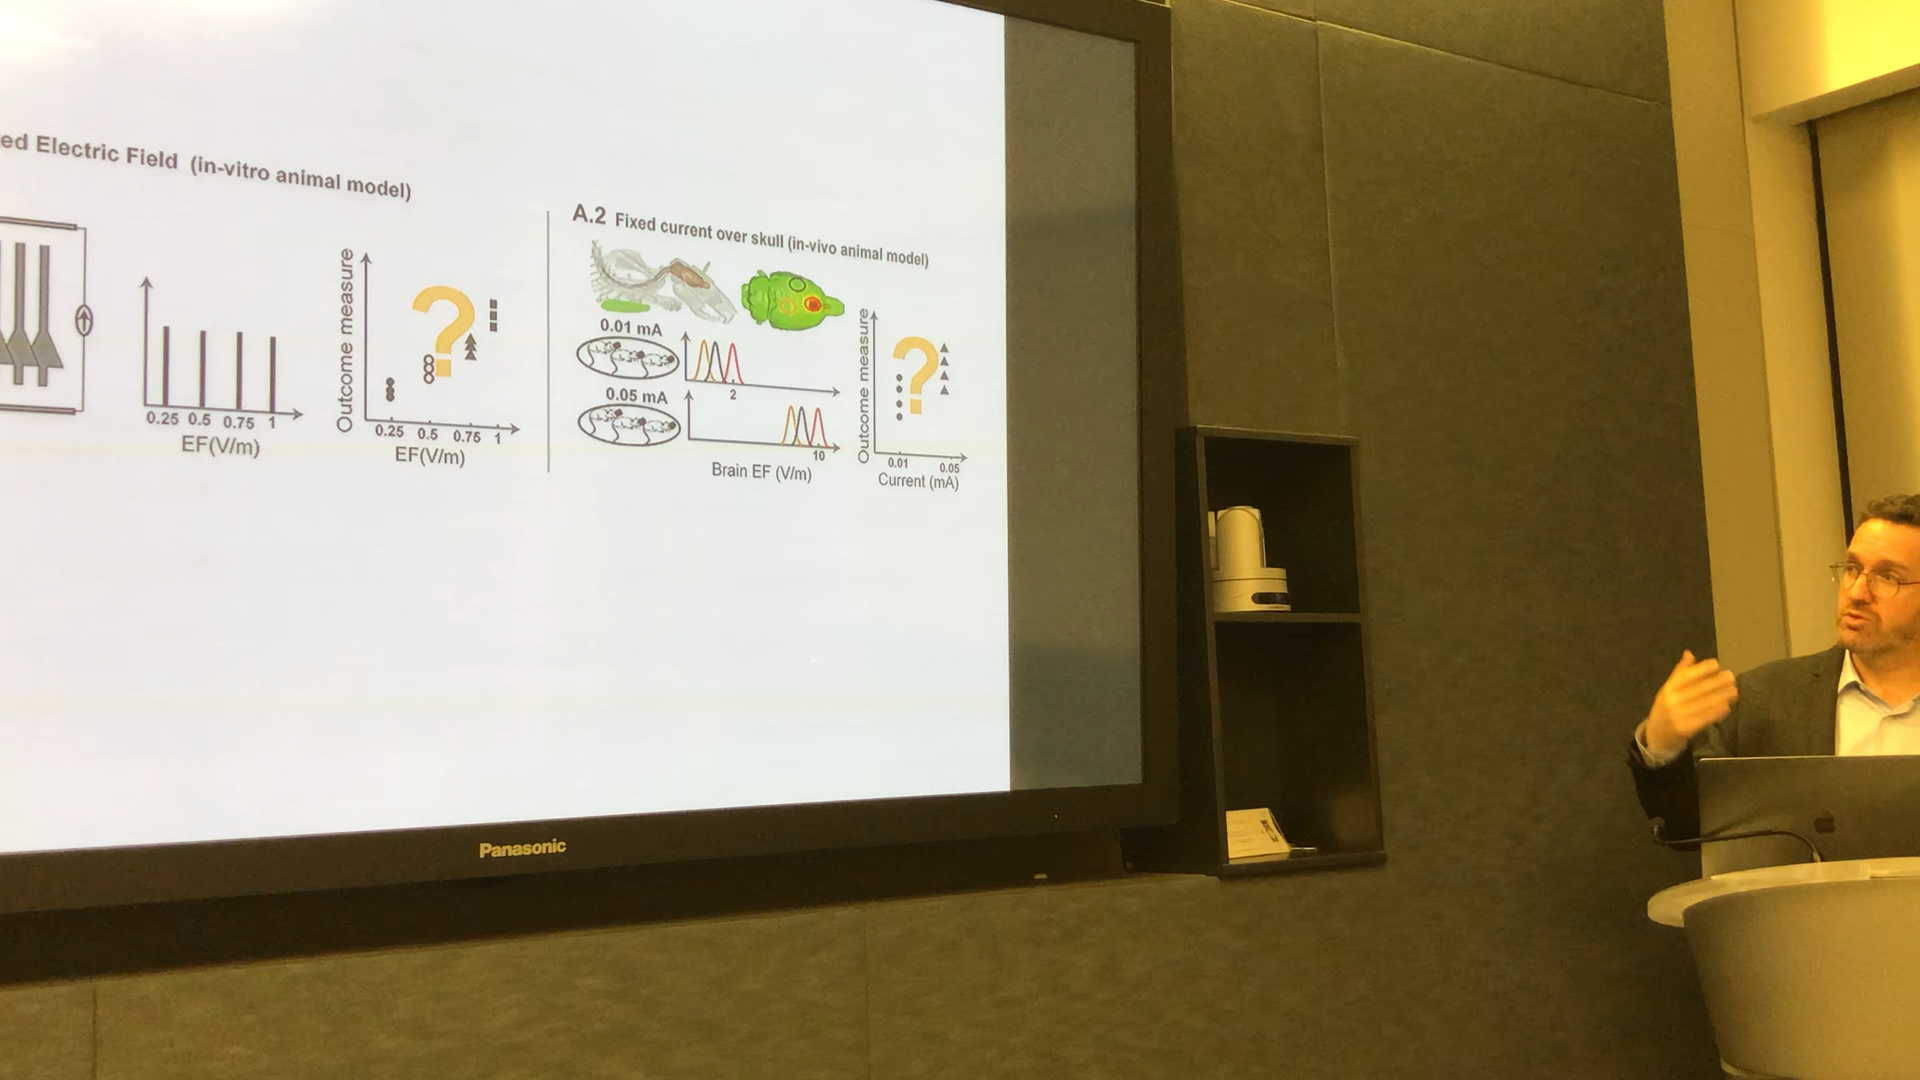 ed Electric Field (in-vitro animal model)
0.25 0.5 0.75 1
EF(V/m)
Outcome measure
?
0.25 0.5 0.75 1
EF(V/m)
A.2 Fixed current over skull (in-vivo animal model)
0.01 mA
2
0.05 mA
10
Brain EF (V/m)
Outcome measure
?
0.01 0.05
Current (mA)
Panasonic